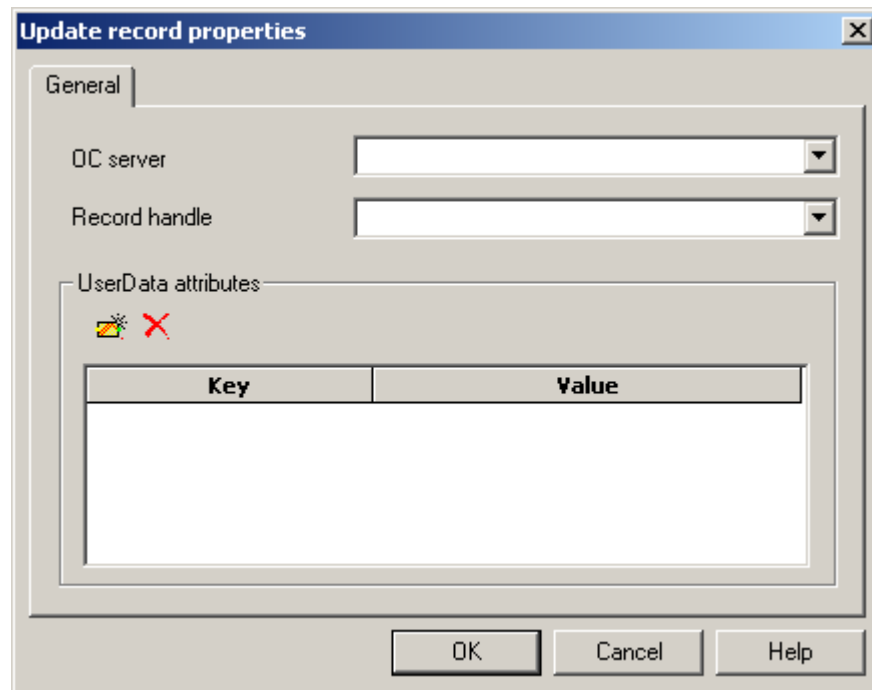 Update record properties
General
OC server
Record handle
UserData attributes
Key Value
OK Cancel Help